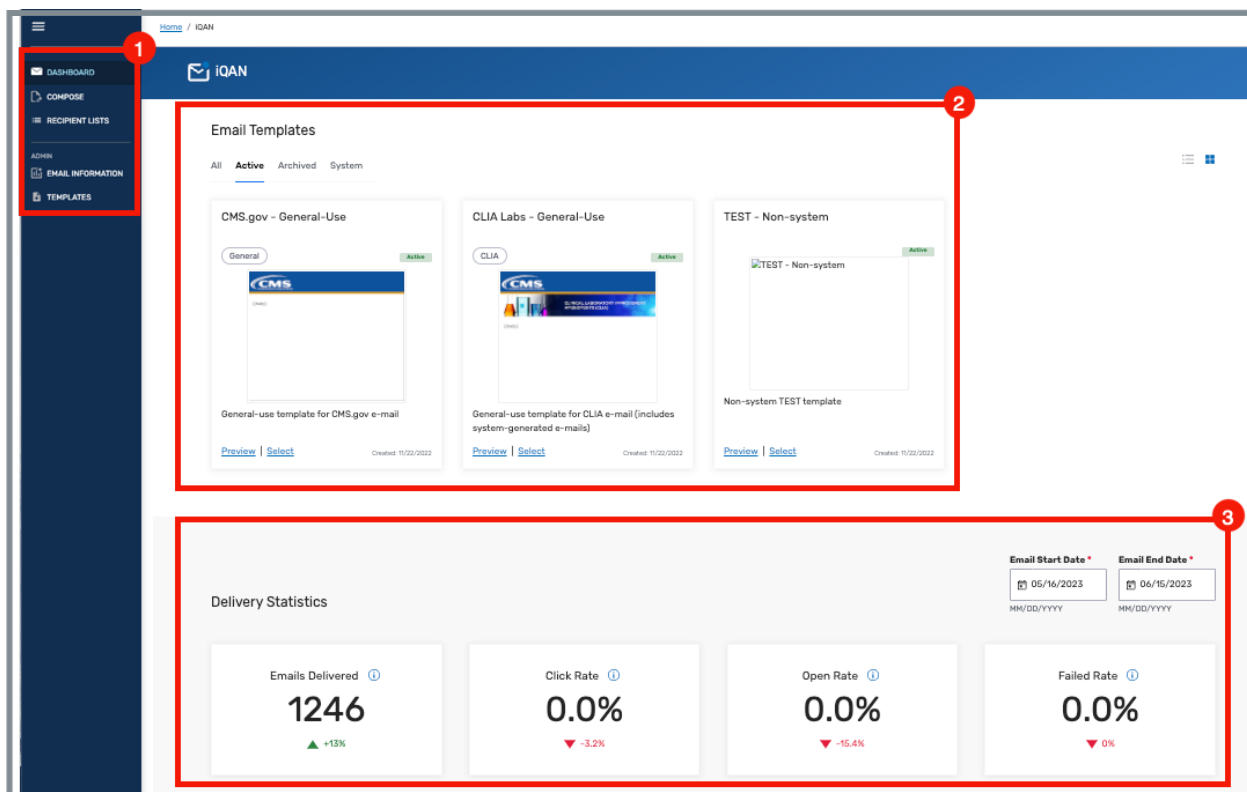 Home / iQAN
1
DASHBOARD
COMPOSE
RECIPIENT LISTS
ADMIN
EMAIL INFORMATION
TEMPLATES
iQAN
2
Email Templates
All Active Archived System
CMS.gov - General-Use
General
Active
CMS
General-use template for CMS.gov e-mail
Preview | Select
Created: 11/22/2022
CLIA Labs - General-Use
CLIA
Active
CMS
CLINICAL LABORATORY IMPROVEMENT
AMENDMENTS (CLIA)
General-use template for CLIA e-mail (includes
system-generated e-mails)
Preview | Select
Created: 11/22/2022
TEST - Non-system
Active
TEST - Non-system
Non-system TEST template
Preview | Select
Created: 11/22/2022
3
Delivery Statistics
Email Start Date *
05/16/2023
MM/DD/YYYY
Email End Date *
06/15/2023
MM/DD/YYYY
Emails Delivered
1246
+13%
Click Rate
0.0%
-3.2%
Open Rate
0.0%
-15.4%
Failed Rate
0.0%
0%